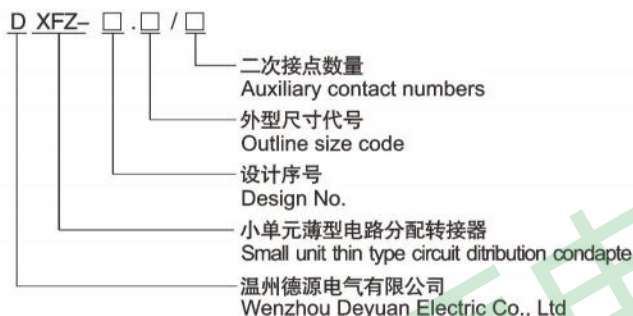 D XFZ- □ . □ / □
二次接点数量
Auxiliary contact numbers
外型尺寸代号
Outline size code
设计序号
Design No.
小单元薄型电路分配转接器
Small unit thin type circuit ditribution condapte
温州德源电气有限公司
Wenzhou Deyuan Electric Co., Ltd